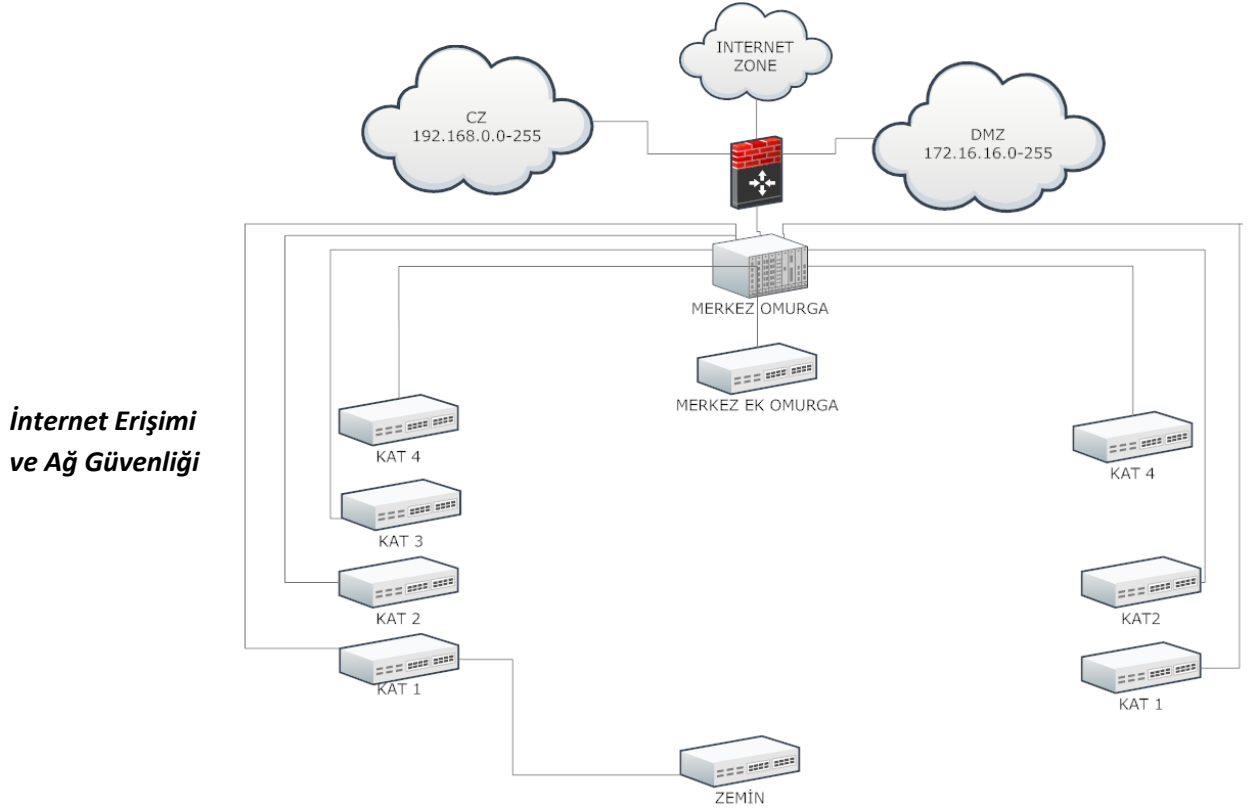 INTERNET
ZONE
CZ
192.168.0.0-255
DMZ
172.16.16.0-255
MERKEZ OMURGA
MERKEZ EK OMURGA
İnternet Erişimi
ve Ağ Güvenliği
KAT 4
KAT 3
KAT 2
KAT 1
KAT 4
KAT2
KAT 1
ZEMİN